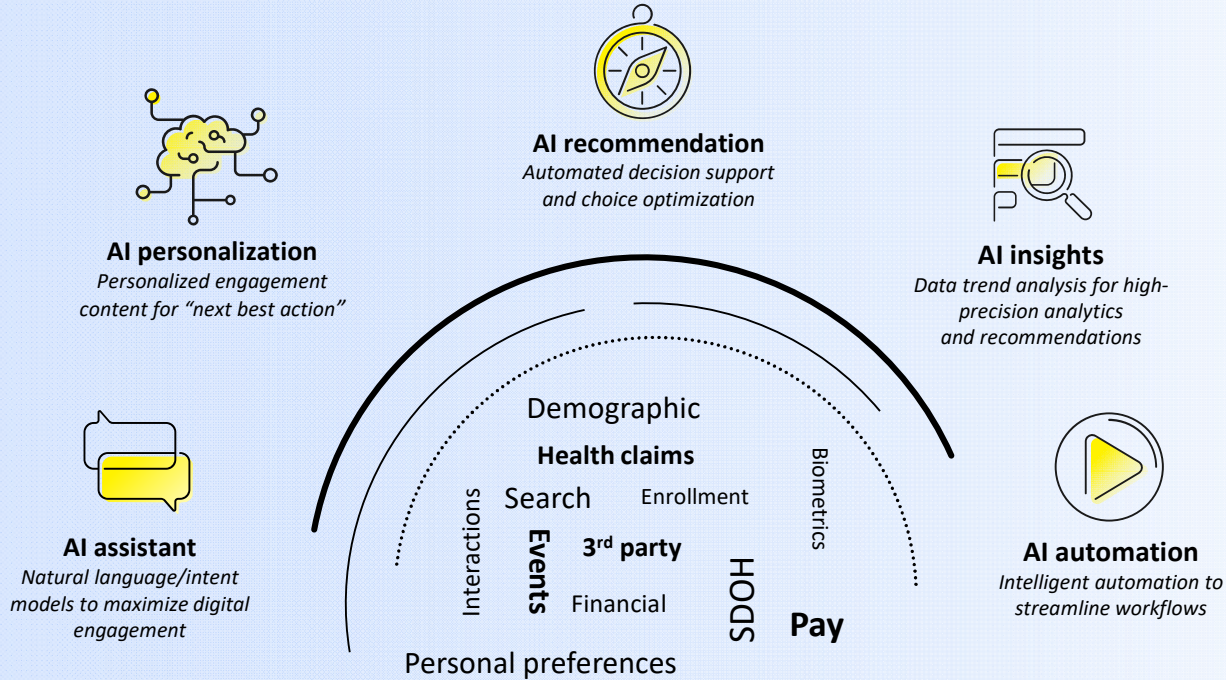 AI recommendation
Automated decision support
and choice optimization
AI personalization
Personalized engagement
content for “next best action”
AI insights
Data trend analysis for high-
precision analytics
and recommendations
AI assistant
Natural language/intent
models to maximize digital
engagement
AI automation
Intelligent automation to
streamline workflows
Demographic
Health claims
Search
Enrollment
Biometrics
Interactions
Events
3rd party
Financial
HODS
Pay
Personal preferences